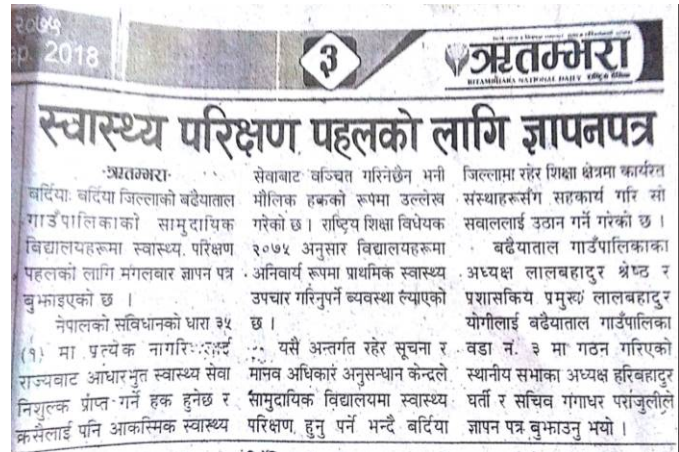 २०७५
p. 2018
३
ऋतम्भरा
RITAMBHARA NATIONAL DAILY राष्ट्रिय दैनिक
स्वास्थ्य परिक्षण पहलको लागि ज्ञापनपत्र
ऋतम्भरा
बर्दिया: बर्दिया जिल्लाको बढैयाताल
गाउँपालिकाको सामुदायिक
विद्यालयहरूमा स्वास्थ्य परिक्षण
पहलको लागि मंगलबार ज्ञापन पत्र
बुझाइएको छ ।
नेपालको संविधानको धारा ३५
(१) मा प्रत्येक
राज्यबाट आधारभुत स्वास्थ्य सेवा
निशुल्क प्राप्त गर्ने हक हुनेछ र
कसैलाई पनि आकस्मिक स्वास्थ्य
सेवाबाट वञ्चित गरिनेछैन भनी
मौलिक हकको रूपमा उल्लेख
गरेको छ । राष्ट्रिय शिक्षा विधेयक
२०७५ अनुसार विद्यालयहरूमा
अनिवार्य रूपमा प्राथमिक स्वास्थ्य
उपचार गरिनुपर्ने ब्यवस्था ल्याएको
छ ।
यसै अन्तर्गत रहेर सूचना र
मानव अधिकार अनुसन्धान केन्द्रले
सामुदायिक विद्यालयमा स्वास्थ्य
परिक्षण हुनु पर्ने भन्दै बर्दिया
जिल्लामा रहेर शिक्षा क्षेत्रमा कार्यरत
संस्थाहरूसँग सहकार्य गरि सो
सवाललाई उठान गर्ने गरेको छ ।
बढैयाताल गाउँपालिकाका
अध्यक्ष लालबहादुर श्रेष्ठ र
प्रशासकिय प्रमुख लालबहादुर
योगीलाई बढैयाताल गाउँपालिका
वडा नं. ३ मा गठन गरिएको
स्थानीय सभाका अध्यक्ष हरिबहादुर
घर्ती र सचिव गंगाधर पराजुलीले
ज्ञापन पत्र बुझाउनु भयो ।